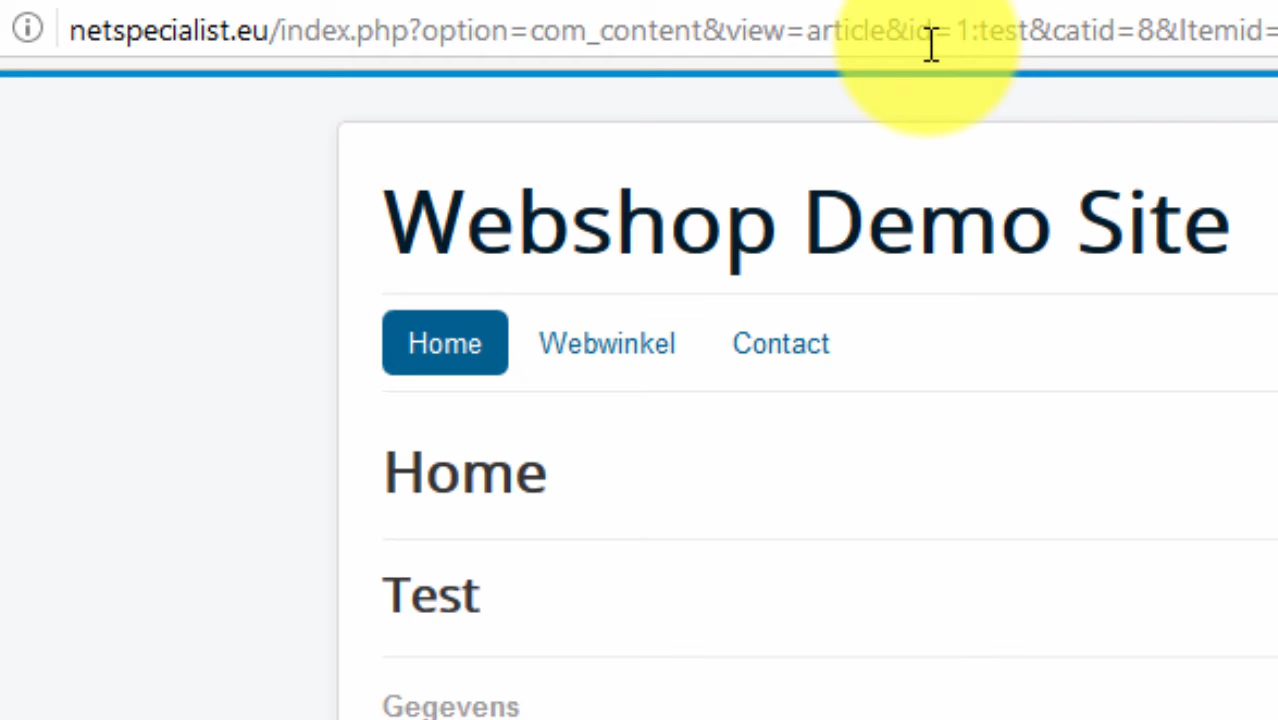 netspecialist.eu/index.php?option=com_content&view=article&id=1:test&catid=8&Itemid=
Webshop Demo Site
Home Webwinkel Contact
Home
Test
Gegevens